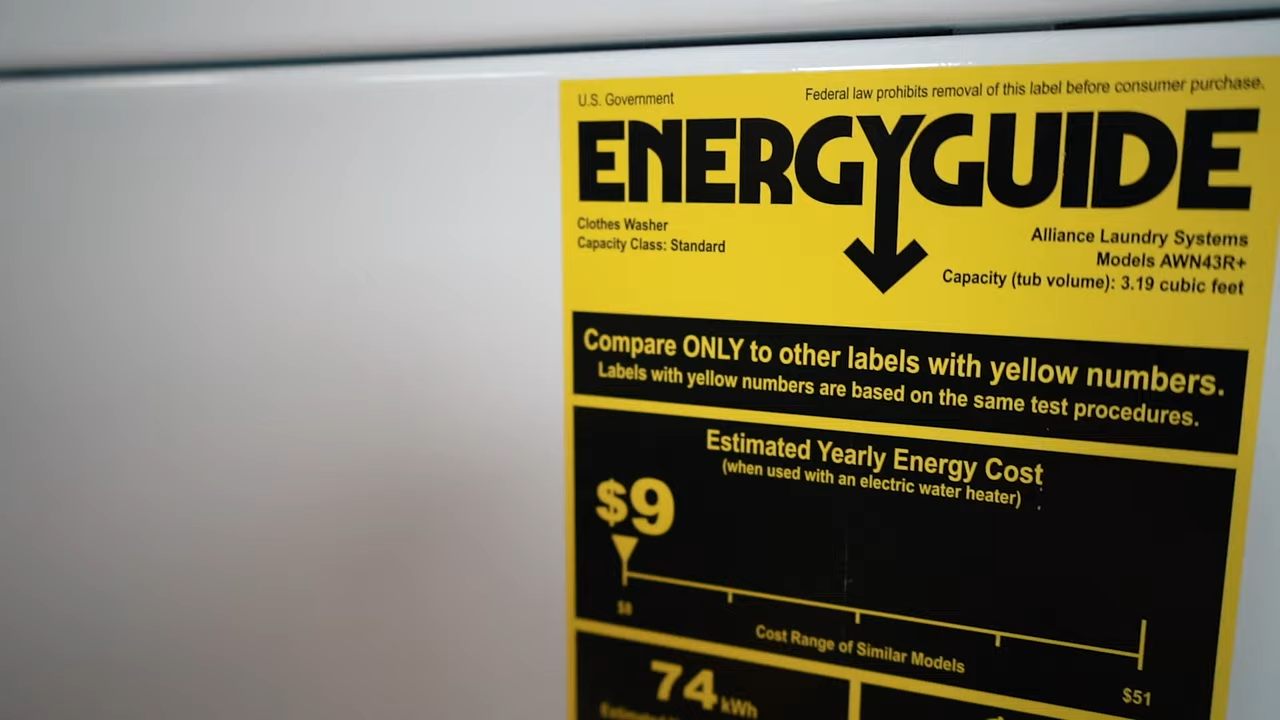 U.S. Government
Federal law prohibits removal of this label before consumer purchase.
ENERGYGUIDE
Clothes Washer
Capacity Class: Standard
Alliance Laundry Systems
Models AWN43R+
Capacity (tub volume): 3.19 cubic feet
Compare ONLY to other labels with yellow numbers.
Labels with yellow numbers are based on the same test procedures.
Estimated Yearly Energy Cost
(when used with an electric water heater)
$9
$8
$51
Cost Range of Similar Models
74 kWh